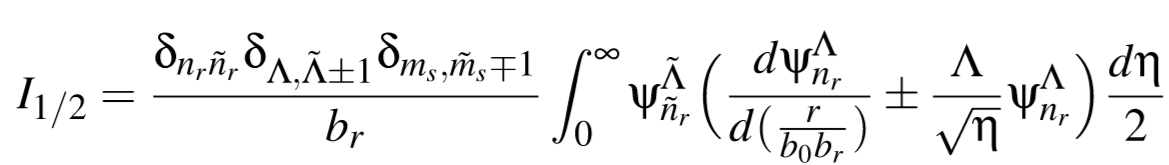 $I_{1/2} = \frac{\delta_{n_r \tilde{n}_r} \delta_{\Lambda, \tilde{\Lambda} \pm 1} \delta_{m_s, \tilde{m}_s \mp 1}}{b_r} \int_0^\infty \psi_{\tilde{n}_r}^{\tilde{\Lambda}} \left( \frac{d\psi_{n_r}^{\Lambda}}{d(\frac{r}{b_0 b_r})} \pm \frac{\Lambda}{\sqrt{\eta}} \psi_{n_r}^{\Lambda} \right) \frac{d\eta}{2}$